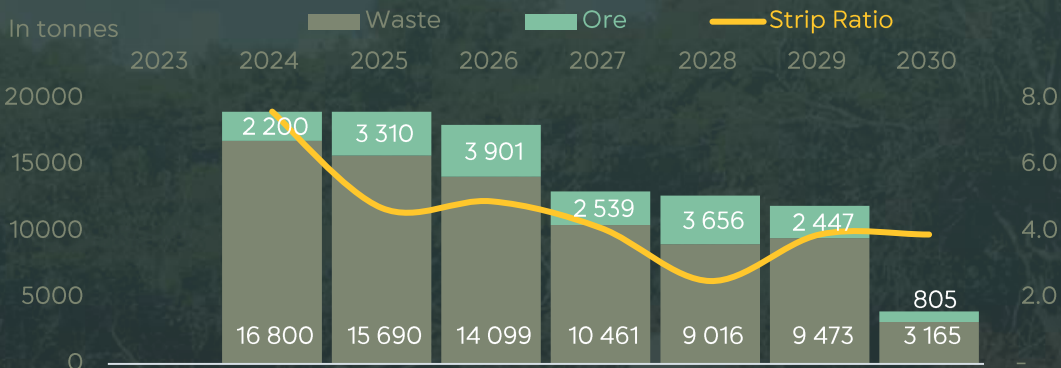 In tonnes
Waste Ore Strip Ratio
2023 2024 2025 2026 2027 2028 2029 2030
20000 8.0
2 200 3 310 3 901
15000 6.0
2 539 3 656 2 447
10000 4.0
5000 805 2.0
16 800 15 690 14 099 10 461 9 016 9 473 3 165
0 -